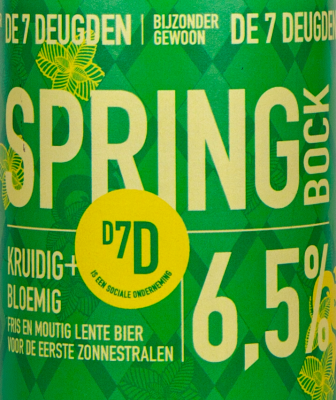 DE 7 DEUGDEN
BIJZONDER
GEWOON
DE 7 DEUGDEN
SPRING
BOCK
D7D
IS EEN SOCIALE ONDERNEMING
KRUIDIG+
BLOEMIG
FRIS EN MOUTIG LENTE BIER
VOOR DE EERSTE ZONNESTRALEN
6,5%